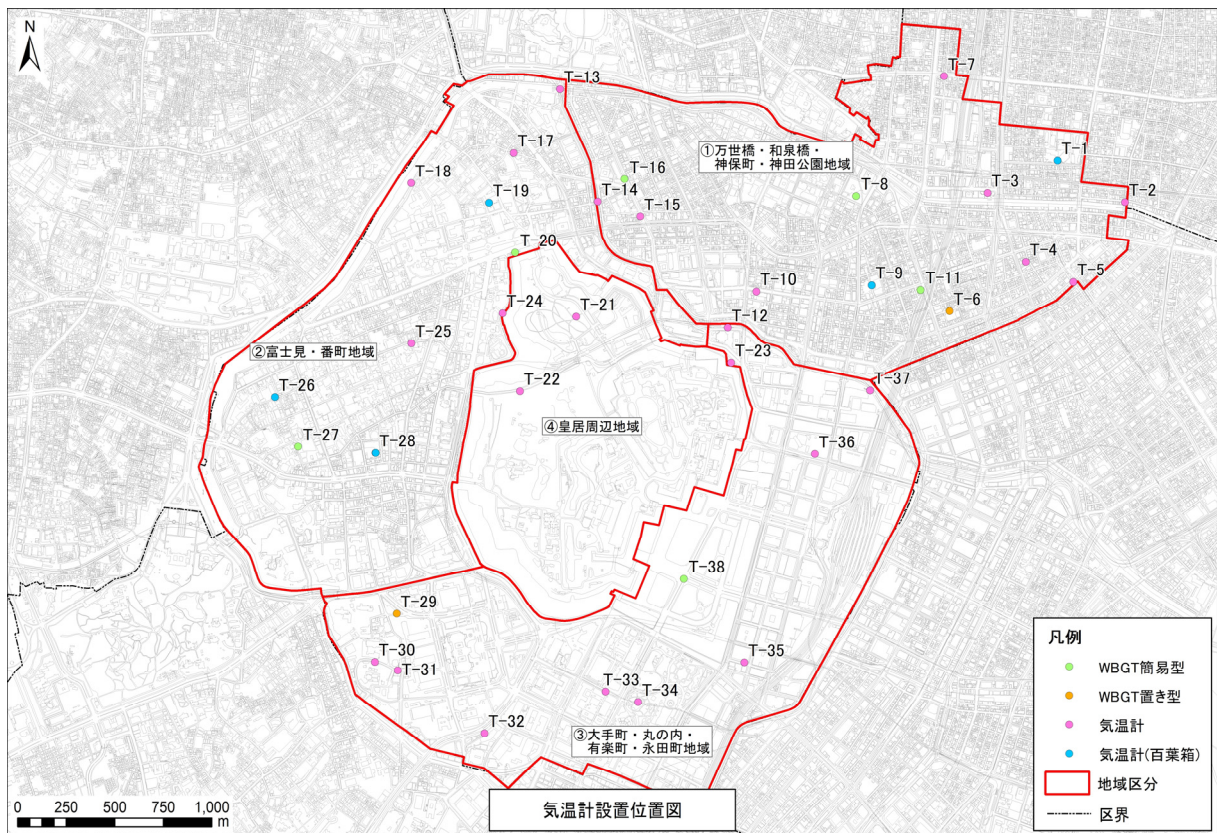 N
T-13
T-7
T-17
①万世橋・和泉橋・
神保町・神田公園地域
T-1
T-18
T-16
T-19
T-14
T-8
T-3
T-15
T-2
T-20
T-4
T-9
T-11
T-5
T-10
T-6
T-24
T-21
T-12
T-25
②富士見・番町地域
T-23
T-22
T-37
T-26
④皇居周辺地域
T-27
T-28
T-36
T-38
T-29
T-30
T-31
T-35
T-33
T-34
T-32
③大手町・丸の内・
有楽町・永田町地域
凡例
WBGT簡易型
WBGT置き型
気温計
気温計(百葉箱)
地域区分
区界
気温計設置位置図
0 250 500 750 1,000
m